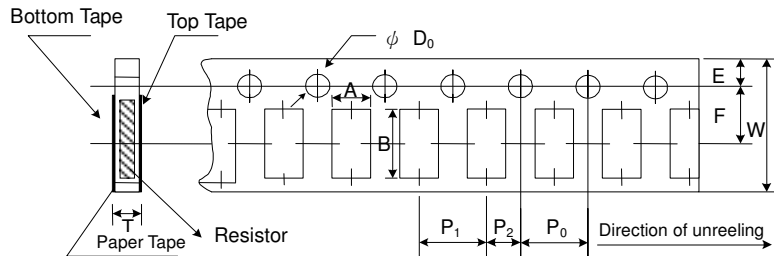 Bottom Tape
Top Tape
ψ D₀
E
A
F
B
W
T
P₁
P₂
P₀
Direction of unreeling
Resistor
Paper Tape